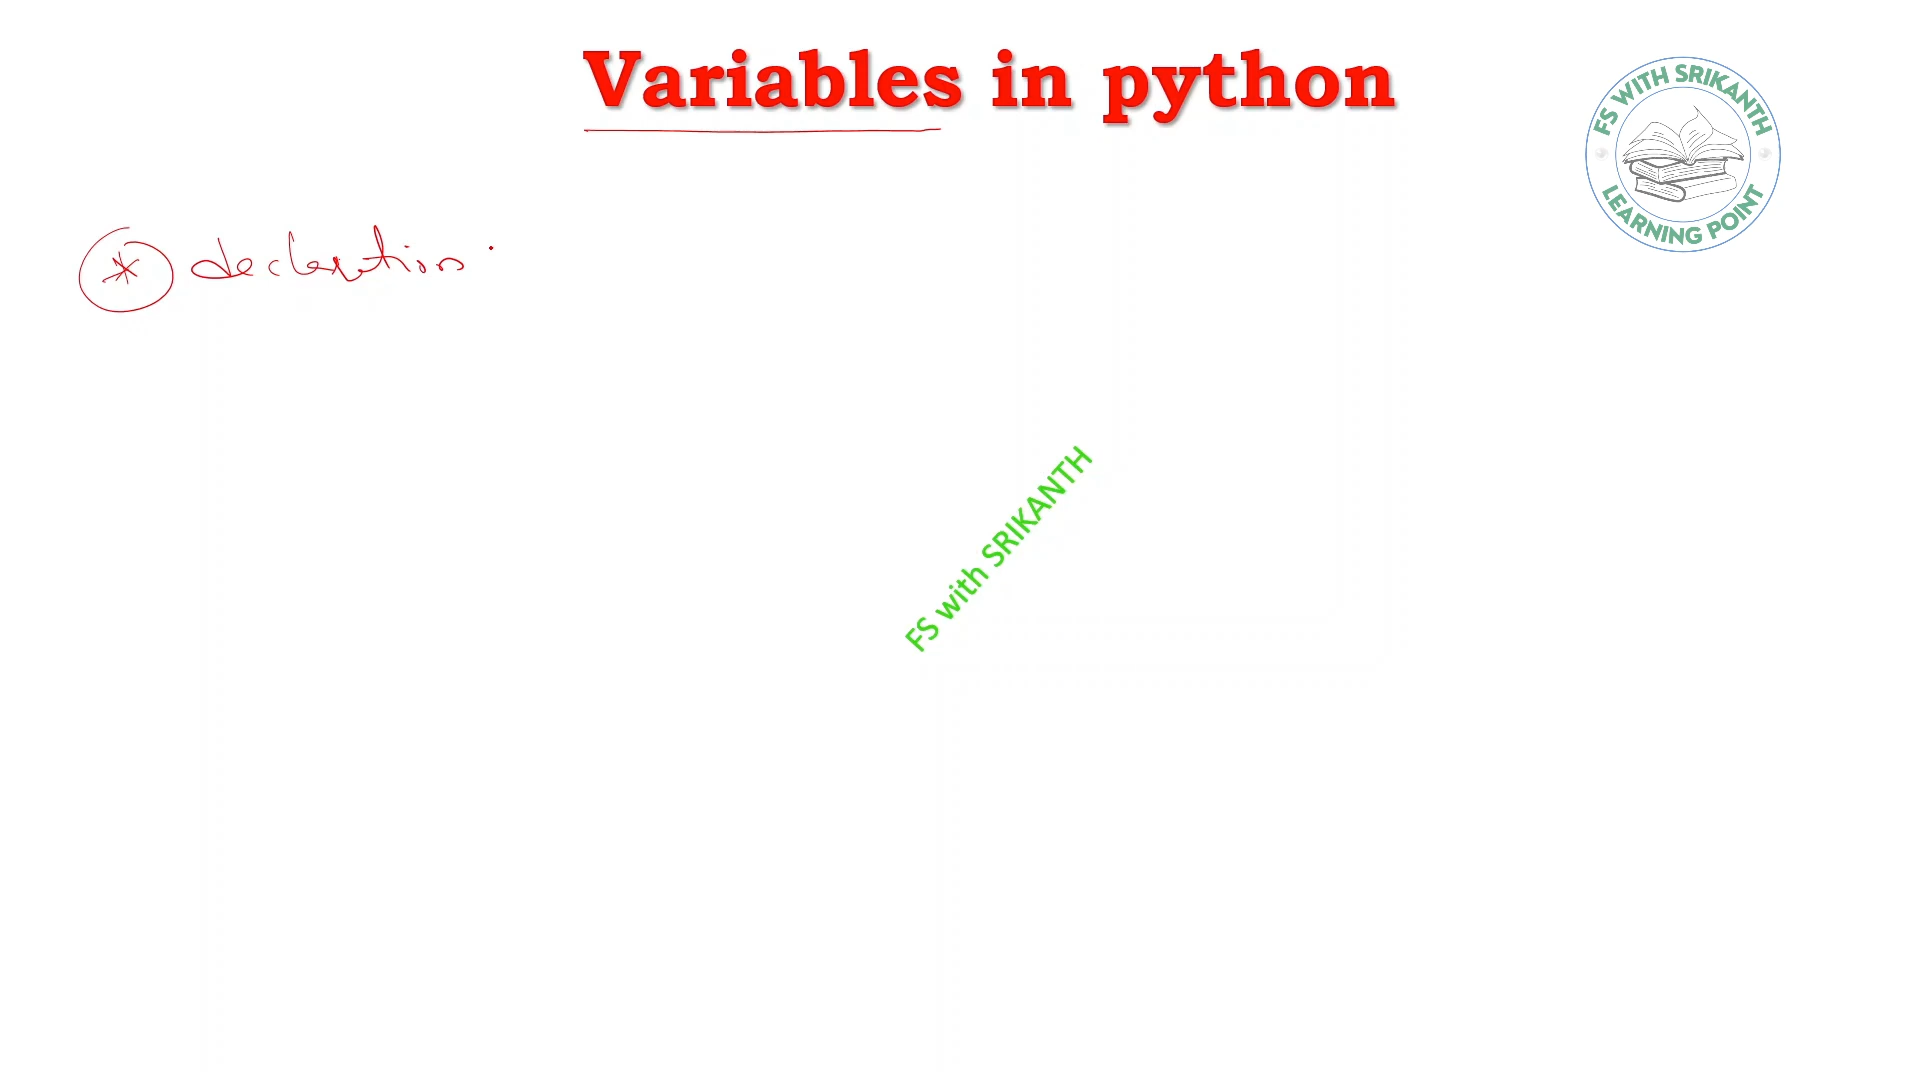 Variables in python
FS WITH SRIKANTH
LEARNING POINT
* declaration
FS with SRIKANTH